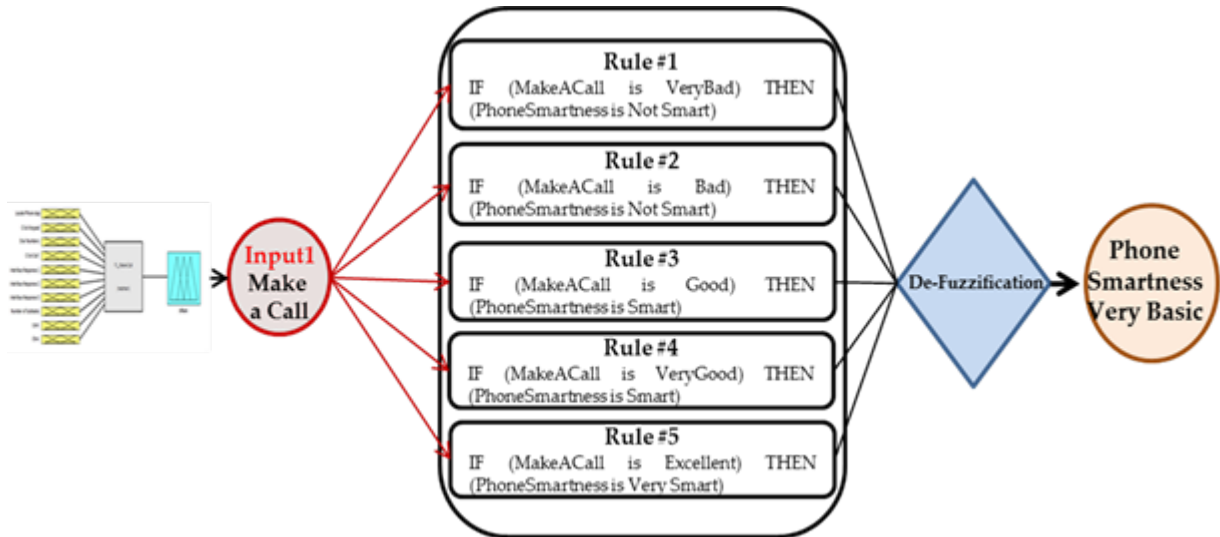 Input1
Make
a Call
Rule #1
IF (MakeACall is VeryBad) THEN
(PhoneSmartness is Not Smart)
Rule #2
IF (MakeACall is Bad) THEN
(PhoneSmartness is Not Smart)
Rule #3
IF (MakeACall is Good) THEN
(PhoneSmartness is Smart)
Rule #4
IF (MakeACall is VeryGood) THEN
(PhoneSmartness is Smart)
Rule #5
IF (MakeACall is Excellent) THEN
(PhoneSmartness is Very Smart)
De-Fuzzification
Phone
Smartness
Very Basic